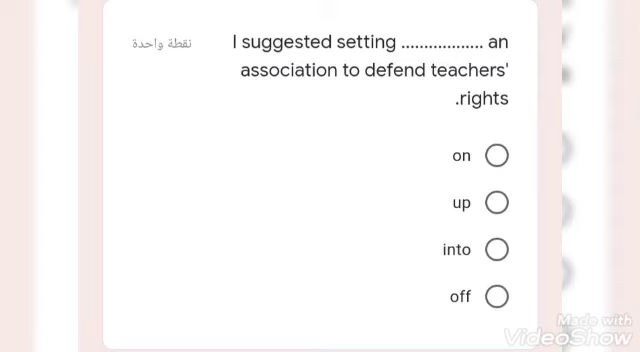 I suggested setting .................. an
نقطة واحدة
association to defend teachers'
.rights
on
up
into
off
Made with
VideoShow